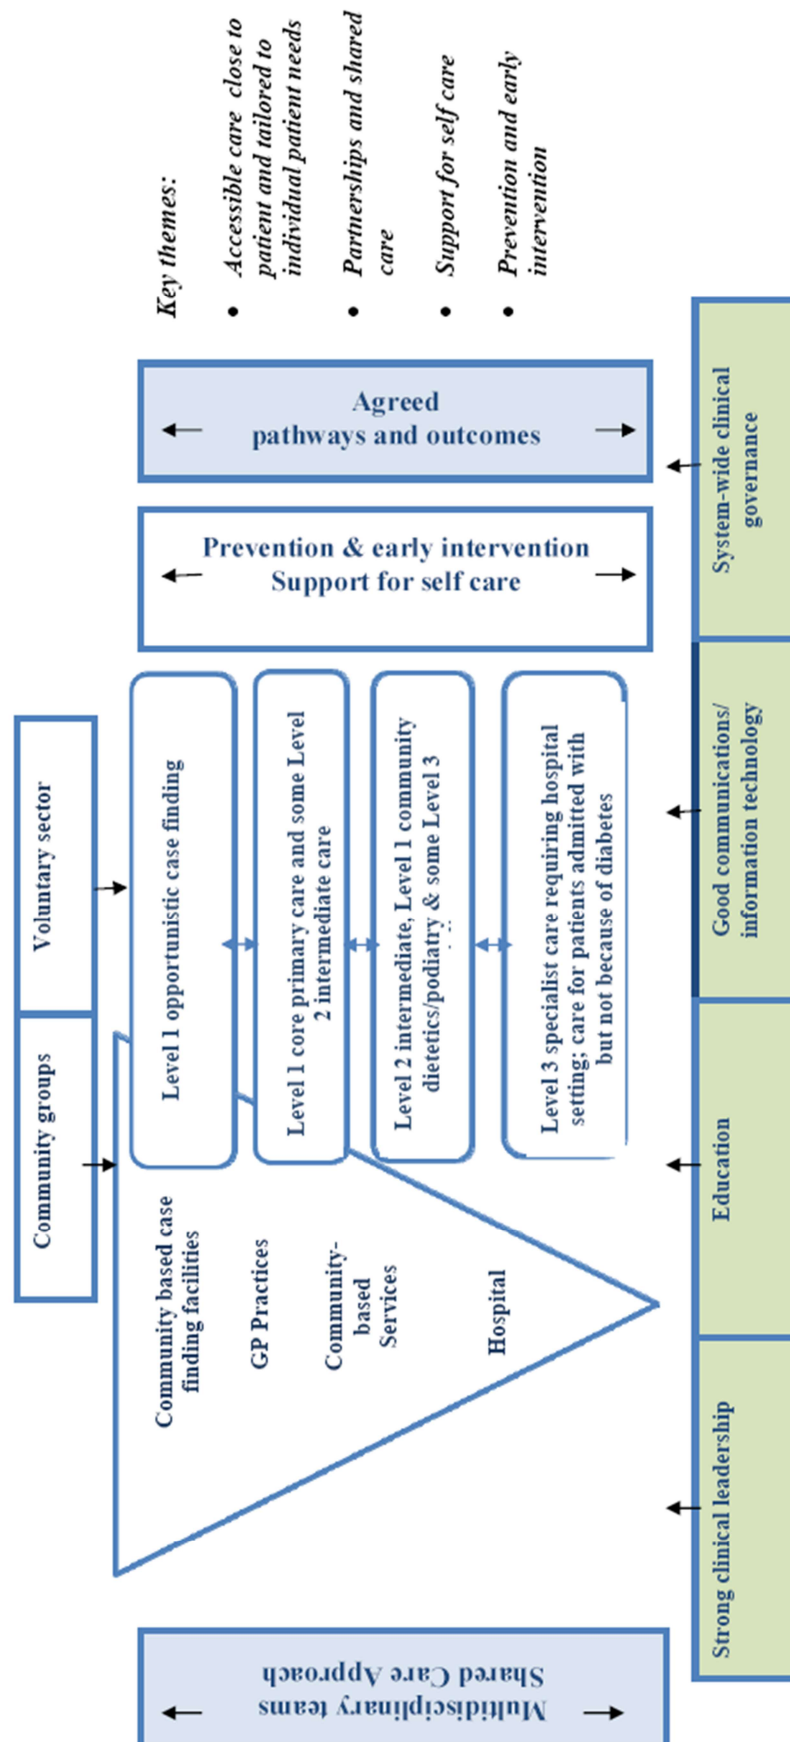 Community groups
Voluntary sector
Multidisciplinary teams
Shared Care Approach
Community based case
finding facilities
GP Practices
Community-
based
Services
Hospital
Level 1 opportunistic case finding
Level 1 core primary care and some Level
2 intermediate care
Level 2 intermediate, Level 1 community
dietetics/podiatry & some Level 3
Level 3 specialist care requiring hospital
setting; care for patients admitted with
but not because of diabetes
Prevention & early intervention
Support for self care
Agreed
pathways and outcomes
Key themes:
• Accessible care close to
patient and tailored to
individual patient needs
• Partnerships and shared
care
• Support for self care
• Prevention and early
intervention
Strong clinical leadership
Education
Good communications/
information technology
System-wide clinical
governance